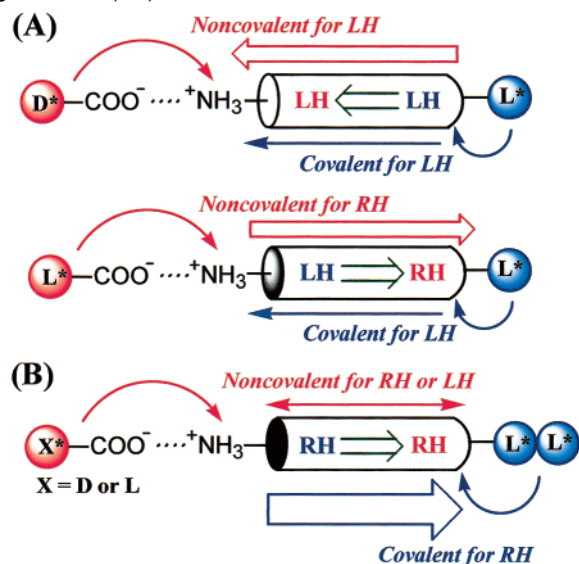 (A)
Noncovalent for LH
D* COO⁻ ····· ⁺NH₃ LH LH L*
Covalent for LH
Noncovalent for RH
L* COO⁻ ····· ⁺NH₃ LH RH L*
Covalent for LH
(B)
Noncovalent for RH or LH
X* COO⁻ ····· ⁺NH₃ RH RH L* L*
X = D or L
Covalent for RH